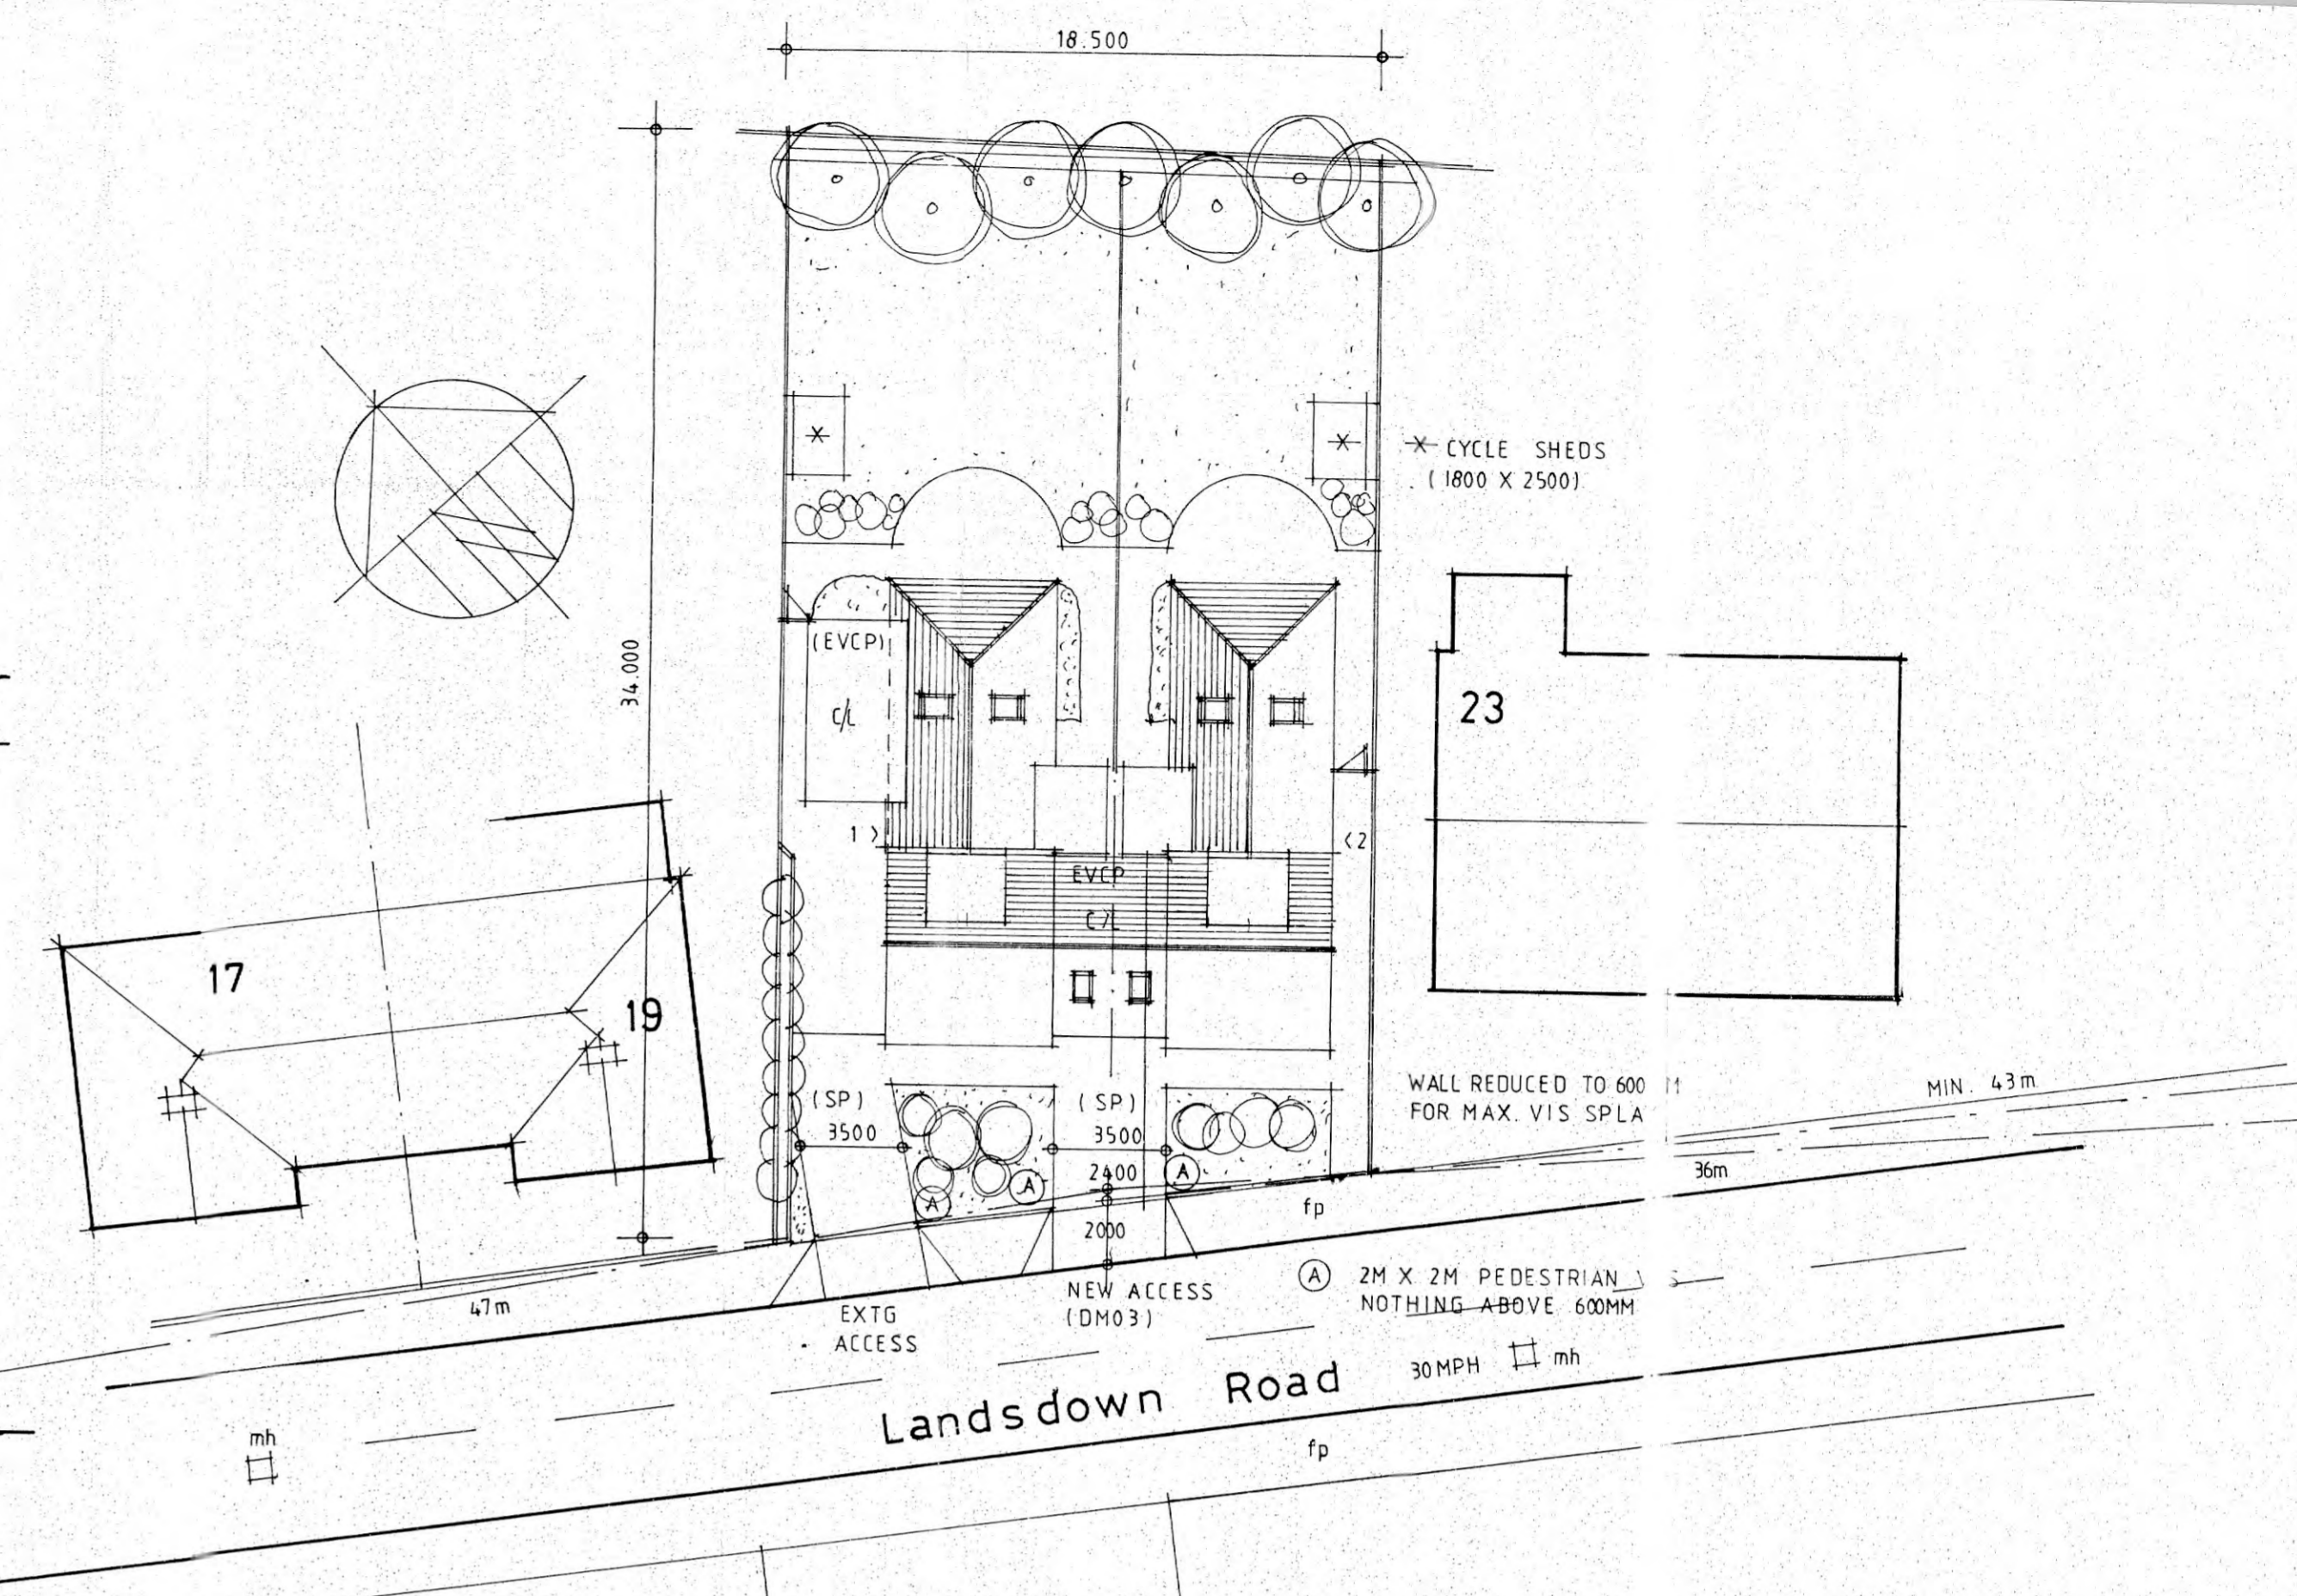 18.500
* CYCLE SHEDS
(1800 X 2500)
*
*
34.000
(EVCP)
C/L
23
1 >
< 2
EVCP
C/L
17
19
(SP)
3500
(SP)
3500
2400
2000
A
A
A
WALL REDUCED TO 600
FOR MAX. VIS
MIN. 43m
36m
fp
47m
EXTG
ACCESS
NEW ACCESS
(DM03)
A 2M X 2M PEDESTRIAN
NOTHING ABOVE 600MM
30MPH
mh
Landsdown Road
mh
fp